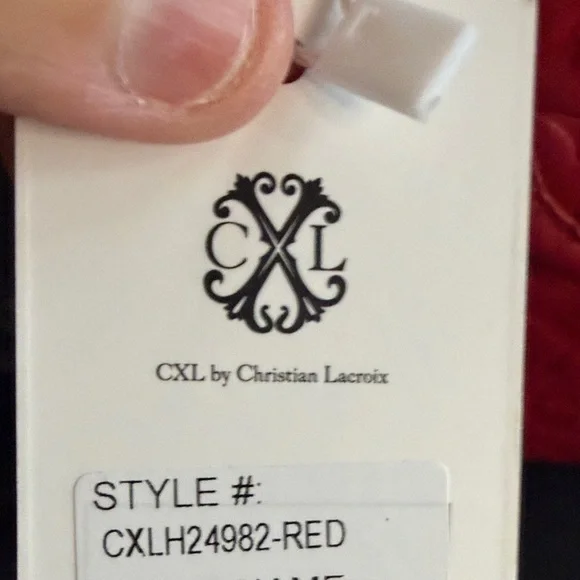 CXL
CXL by Christian Lacroix
STYLE #:
CXLH24982-RED